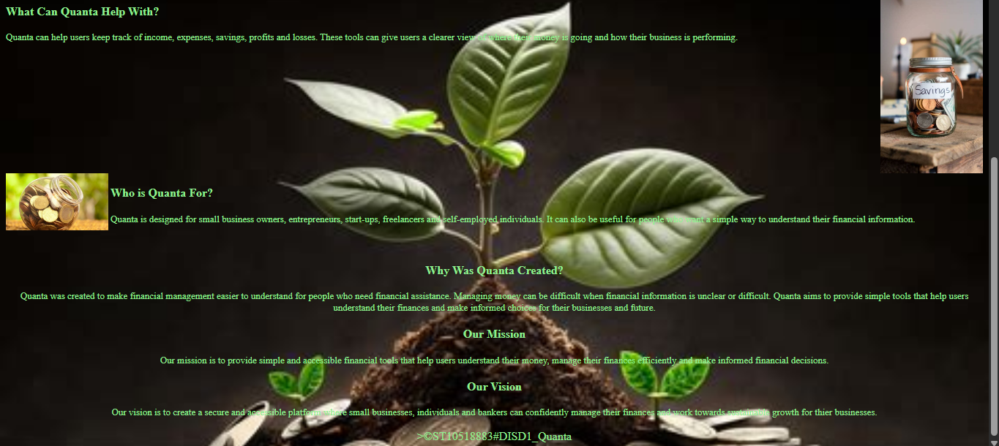 What Can Quanta Help With?
Quanta can help users keep track of income, expenses, savings, profits and losses. These tools can give users a clearer view of where their money is going and how their business is performing.
Savings
Who is Quanta For?
Quanta is designed for small business owners, entrepreneurs, start-ups, freelancers and self-employed individuals. It can also be useful for people who want a simple way to understand their financial information.
Why Was Quanta Created?
Quanta was created to make financial management easier to understand for people who need financial assistance. Managing money can be difficult when financial information is unclear or difficult. Quanta aims to provide simple tools that help users
understand their finances and make informed choices for their businesses and future.
Our Mission
Our mission is to provide simple and accessible financial tools that help users understand their money, manage their finances efficiently and make informed financial decisions.
Our Vision
Our vision is to create a secure and accessible platform where small businesses, individuals and bankers can confidently manage their finances and work towards sustainable growth for thier businesses.
>©ST10518883#DISD1_Quanta